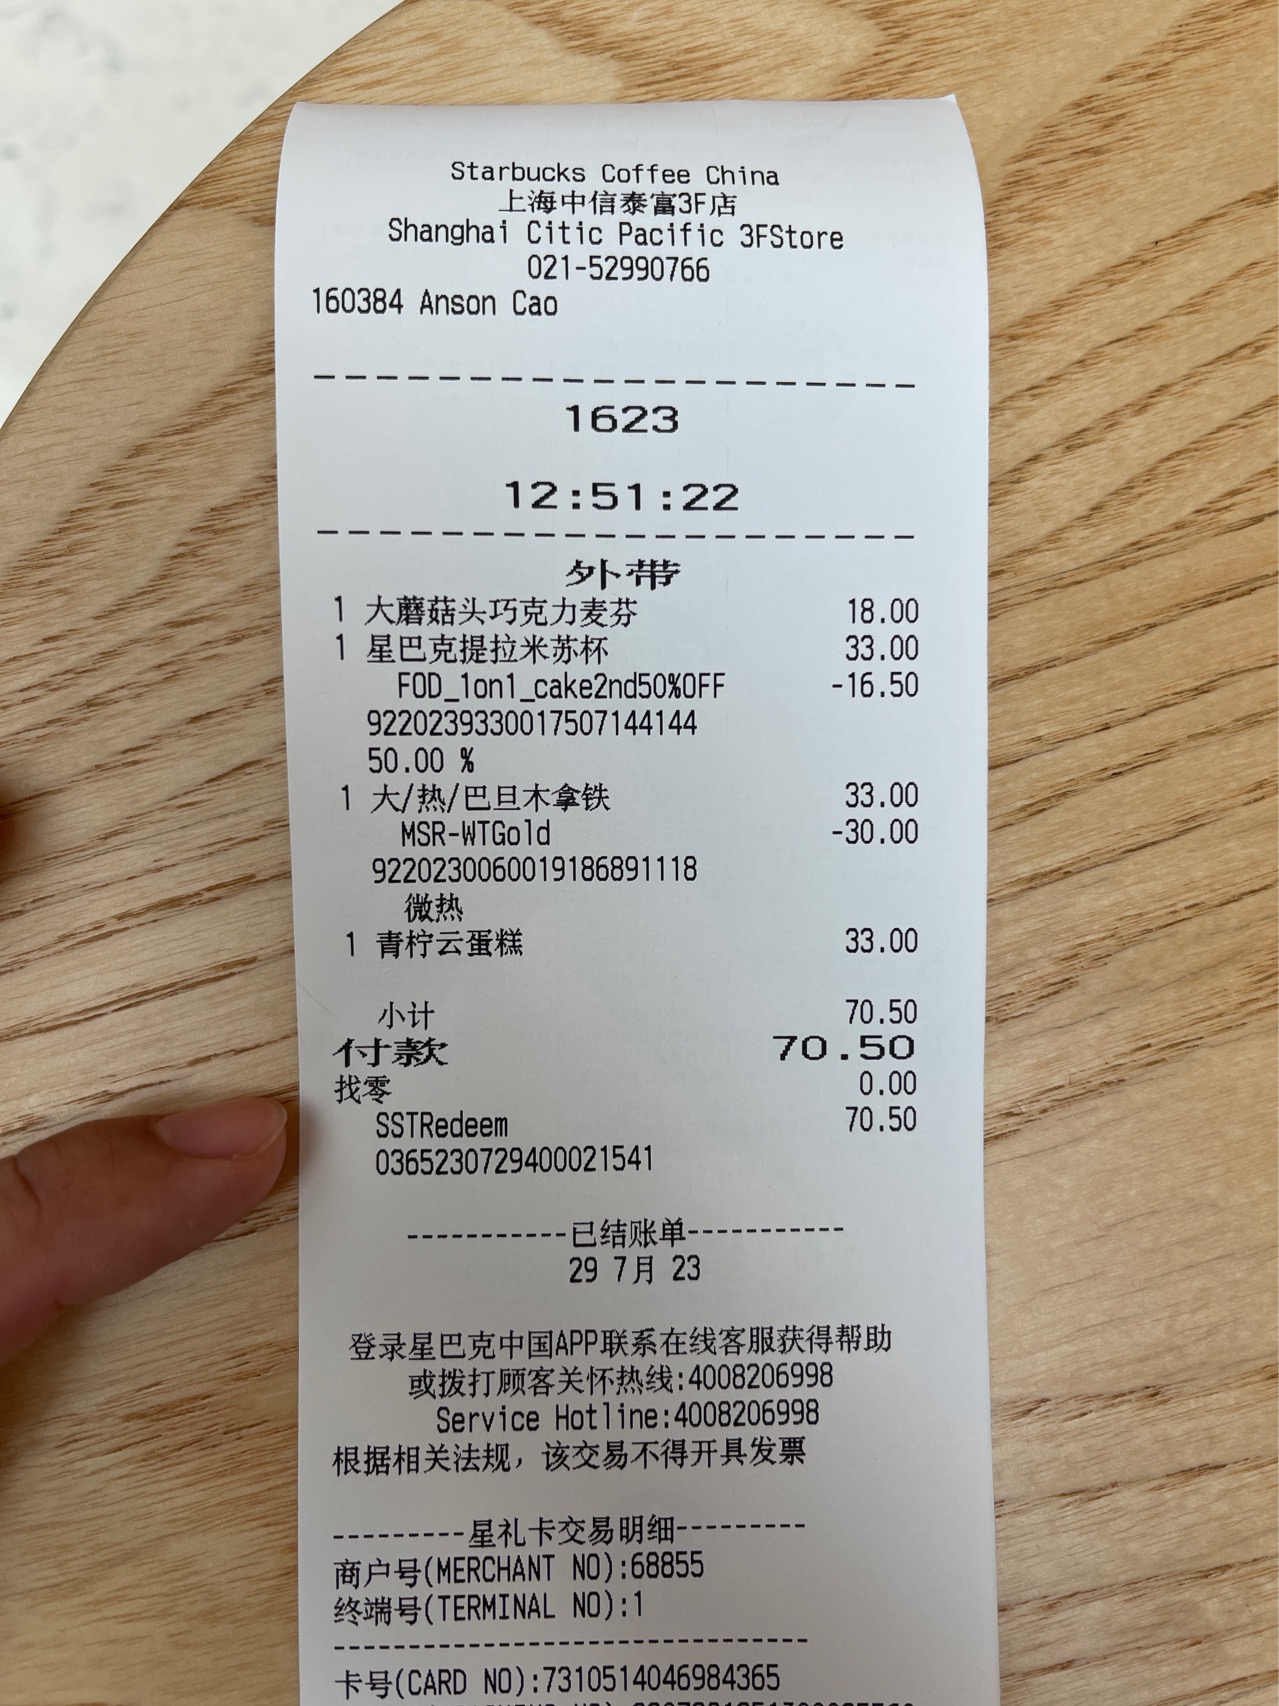 Starbucks Coffee China
上海中信泰富3F店
Shanghai Citic Pacific 3FStore
021-52990766
160384 Anson Cao
--------------------
1623
12:51:22
--------------------
外带
1 大蘑菇头巧克力麦芬 18.00
1 星巴克提拉米苏杯 33.00
FOD_1on1_cake2nd50%OFF -16.50
9220239330017507144144
50.00 %
1 大/热/巴旦木拿铁 33.00
MSR-WTGold -30.00
9220230060019186891118
微热
1 青柠云蛋糕 33.00
小计 70.50
付款 70.50
找零 0.00
SSTRedeem 70.50
0365230729400021541
-----------已结账单-----------
29 7月 23
登录星巴克中国APP联系在线客服获得帮助
或拨打顾客关怀热线:4008206998
Service Hotline:4008206998
根据相关法规，该交易不得开具发票
---------星礼卡交易明细---------
商户号(MERCHANT NO):68855
终端号(TERMINAL NO):1
--------------------------------
卡号(CARD NO):7310514046984365